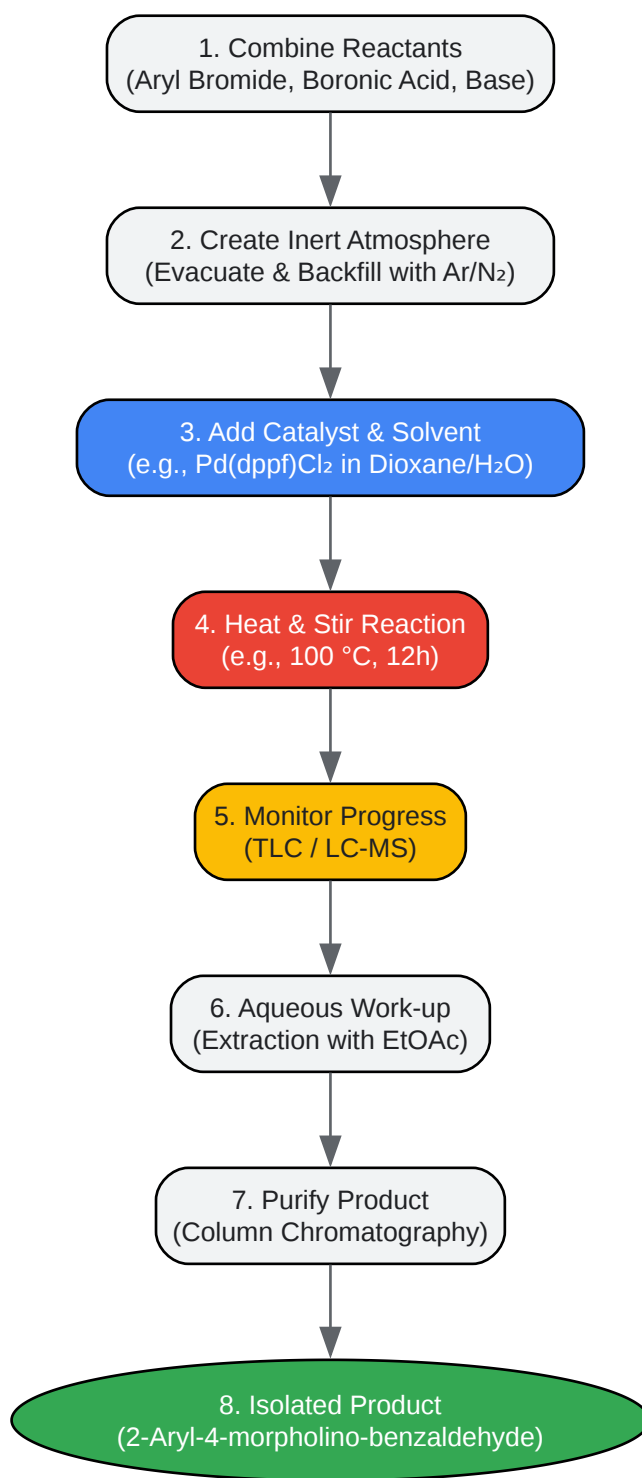 1. Combine Reactants
(Aryl Bromide, Boronic Acid, Base)
2. Create Inert Atmosphere
(Evacuate & Backfill with Ar/N₂)
3. Add Catalyst & Solvent
(e.g., Pd(dppf)Cl₂ in Dioxane/H₂O)
4. Heat & Stir Reaction
(e.g., 100 °C, 12h)
5. Monitor Progress
(TLC / LC-MS)
6. Aqueous Work-up
(Extraction with EtOAc)
7. Purify Product
(Column Chromatography)
8. Isolated Product
(2-Aryl-4-morpholino-benzaldehyde)